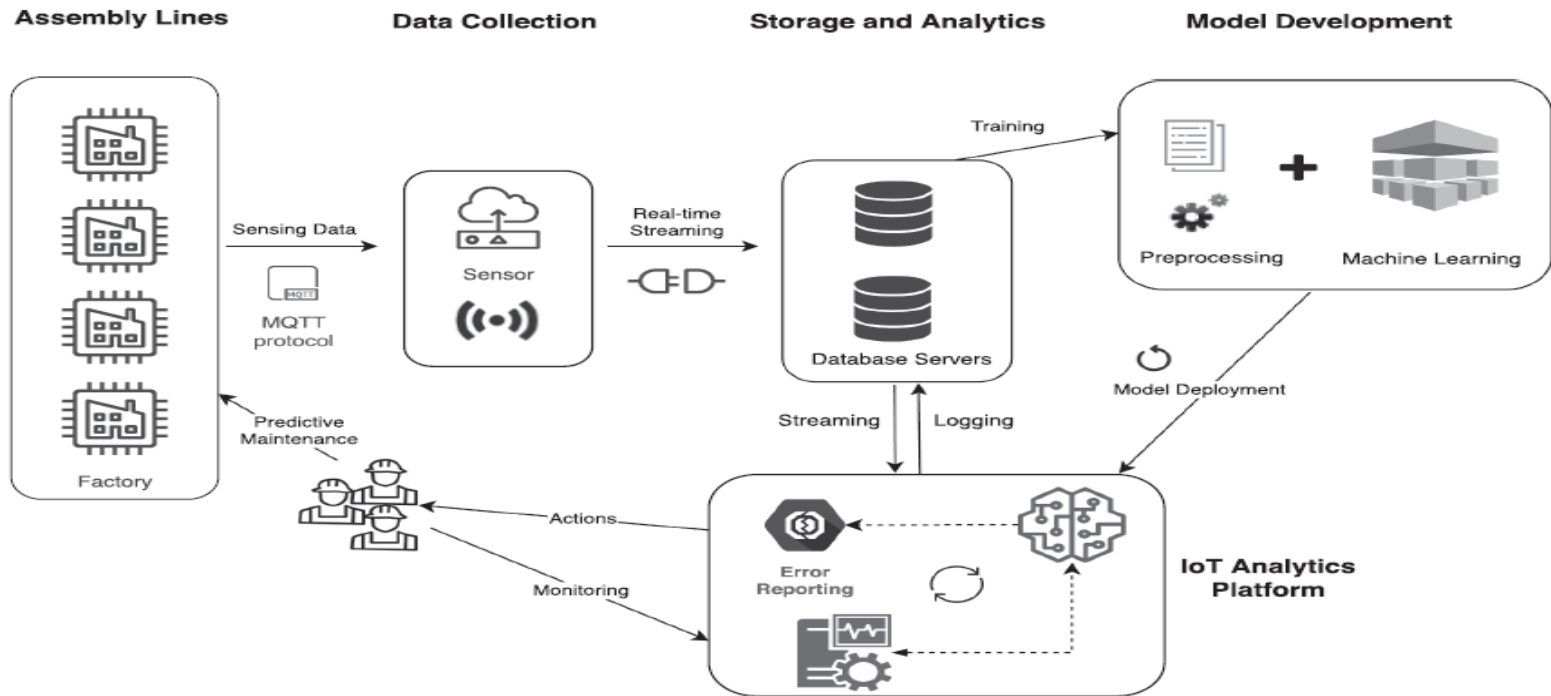 Assembly Lines
Data Collection
Storage and Analytics
Model Development
Training
Sensing Data
MQTT
MQTT
protocol
Sensor
Real-time
Streaming
Database Servers
Preprocessing
Machine Learning
Model Deployment
Streaming
Logging
Predictive
Maintenance
Factory
Actions
Monitoring
Error
Reporting
IoT Analytics
Platform